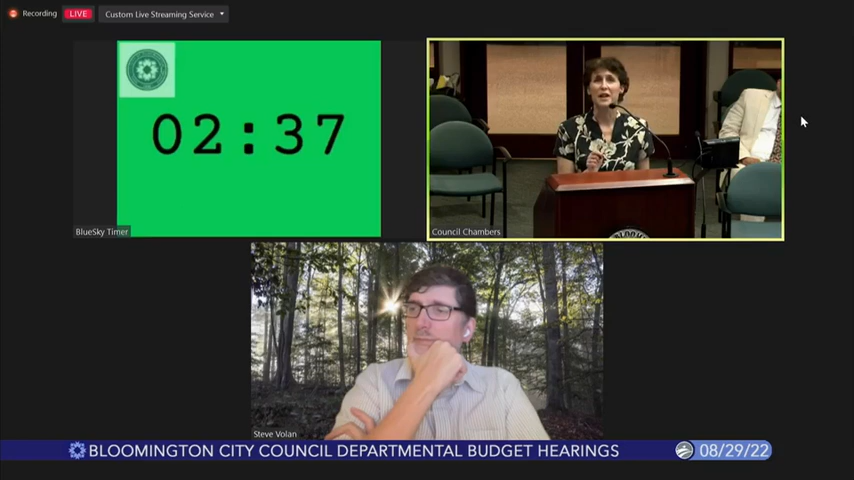 Recording
LIVE
Custom Live Streaming Service
02:37
BlueSky Timer
Council Chambers
Steve Volan
BLOOMINGTON CITY COUNCIL DEPARTMENTAL BUDGET HEARINGS
08/29/22